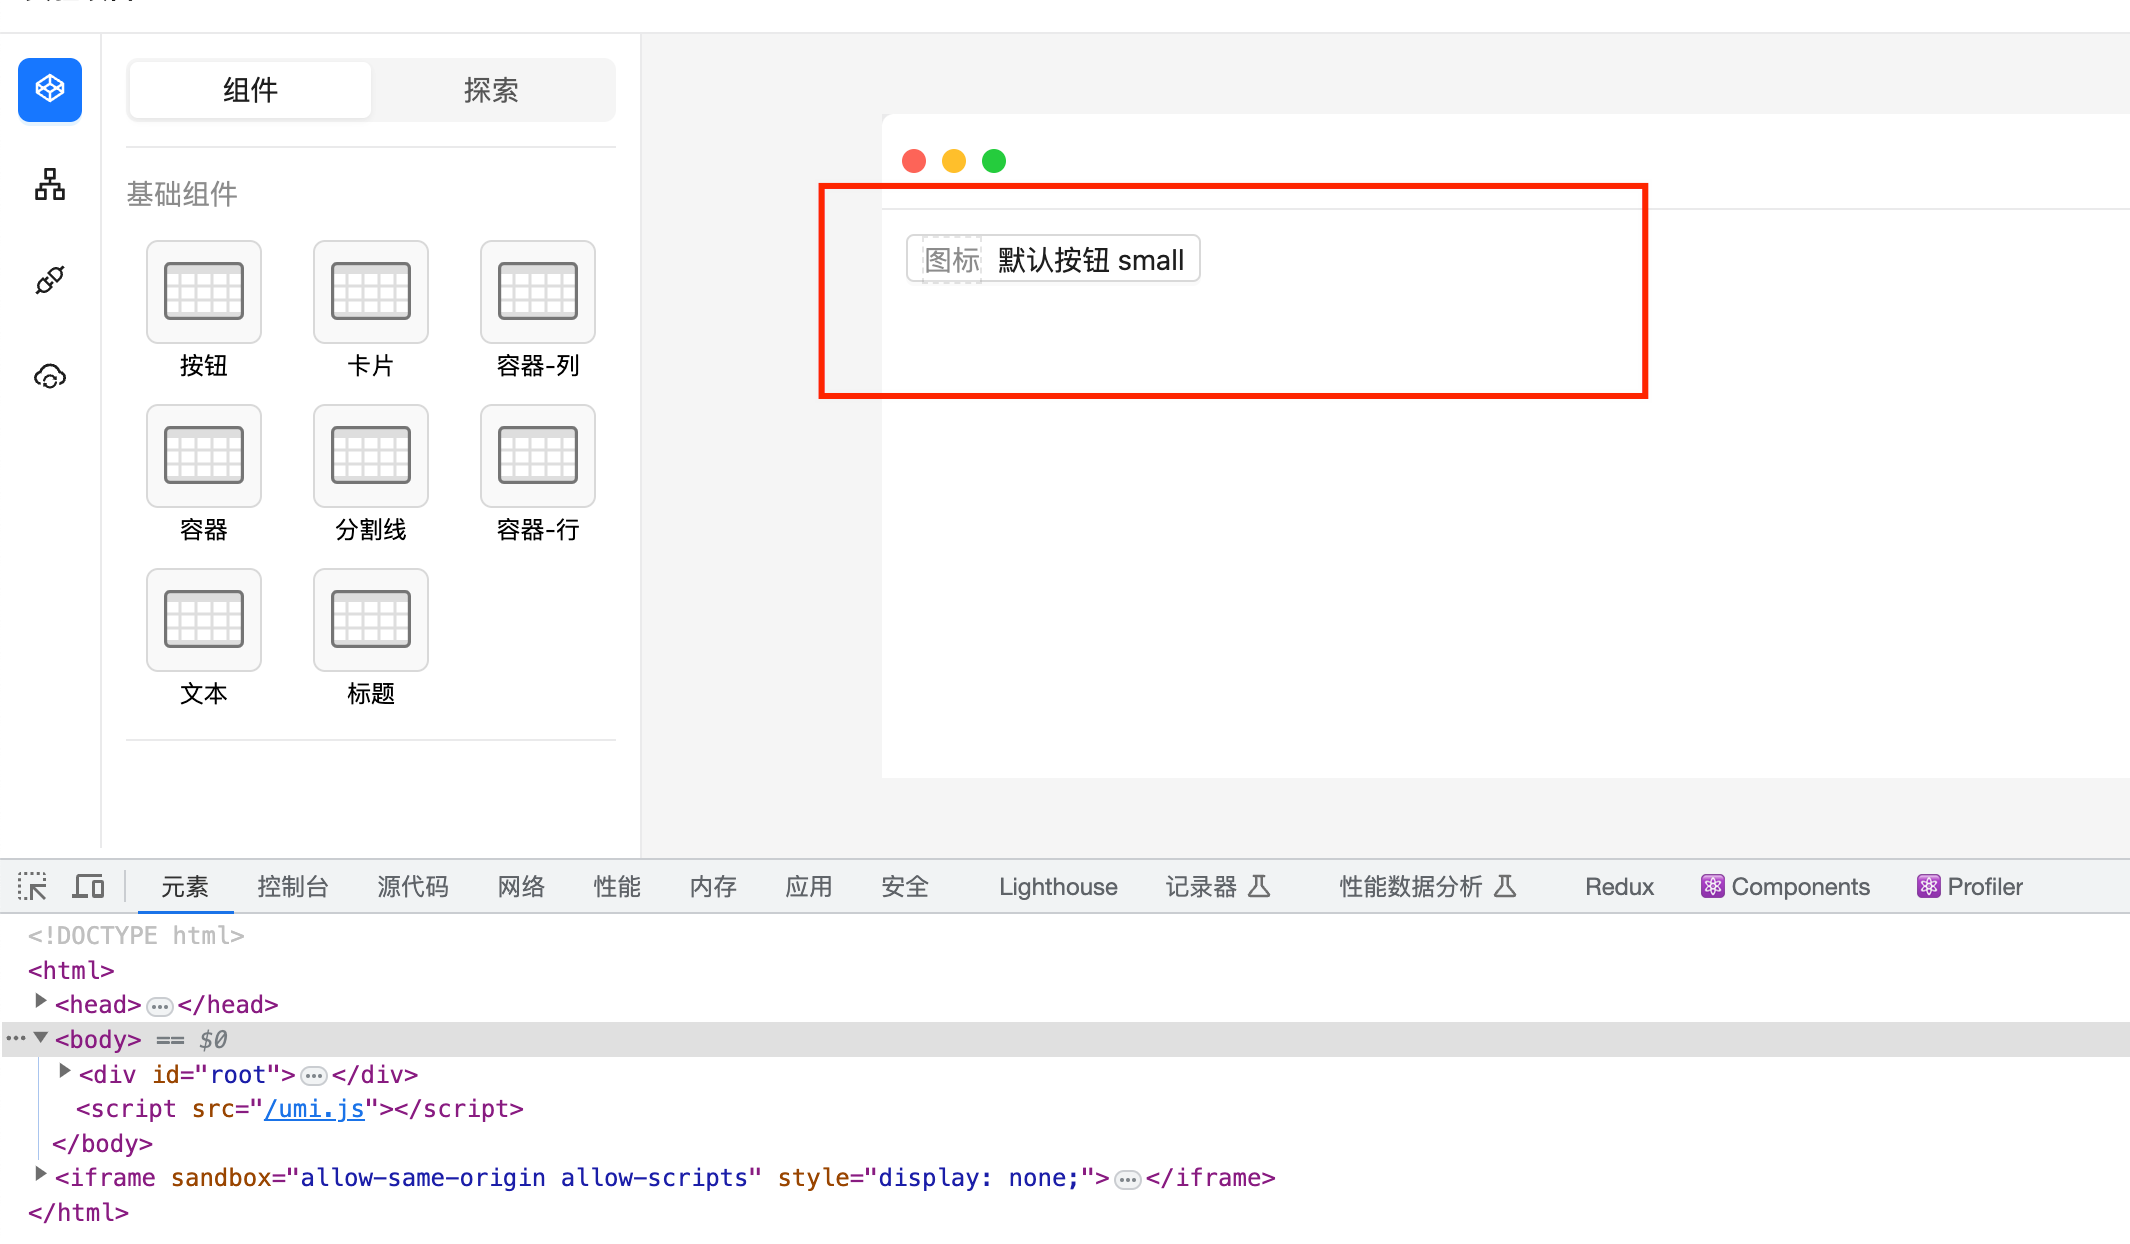 组件 探索
基础组件
按钮 卡片 容器-列
容器 分割线 容器-行
文本 标题
图标 默认按钮 small
元素 控制台 源代码 网络 性能 内存 应用 安全 Lighthouse 记录器 性能数据分析 Redux Components Profiler
<!DOCTYPE html>
<html>
<head>…</head>
<body> == $0
<div id="root">…</div>
<script src="/umi.js"></script>
</body>
<iframe sandbox="allow-same-origin allow-scripts" style="display: none;">…</iframe>
</html>